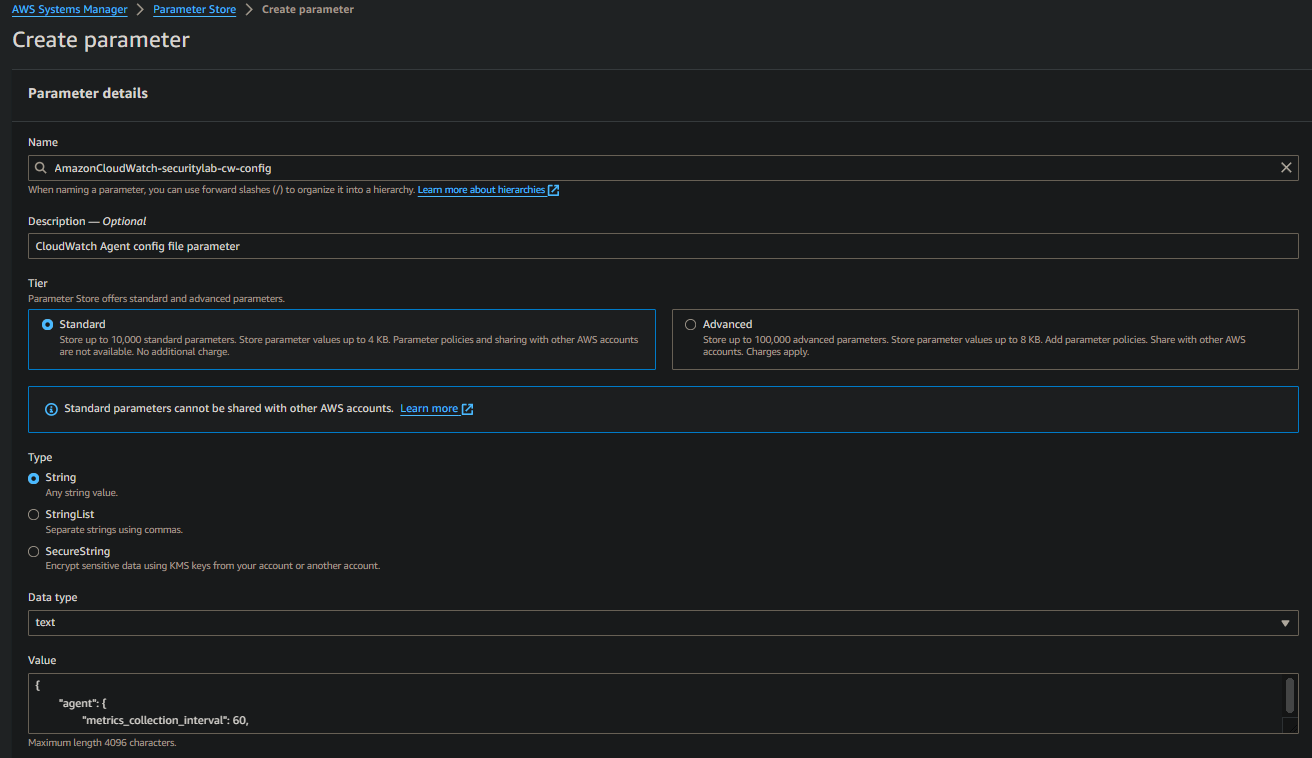 AWS Systems Manager > Parameter Store > Create parameter
Create parameter
Parameter details
Name
AmazonCloudWatch-securitylab-cw-config
When naming a parameter, you can use forward slashes (/) to organize it into a hierarchy. Learn more about hierarchies
Description — Optional
CloudWatch Agent config file parameter
Tier
Parameter Store offers standard and advanced parameters.
Standard
Store up to 10,000 standard parameters. Store parameter values up to 4 KB. Parameter policies and sharing with other AWS accounts
are not available. No additional charge.
Advanced
Store up to 100,000 advanced parameters. Store parameter values up to 8 KB. Add parameter policies. Share with other AWS
accounts. Charges apply.
Standard parameters cannot be shared with other AWS accounts. Learn more
Type
String
Any string value.
StringList
Separate strings using commas.
SecureString
Encrypt sensitive data using KMS keys from your account or another account.
Data type
text
Value
{
"agent": {
"metrics_collection_interval": 60,
Maximum length 4096 characters.